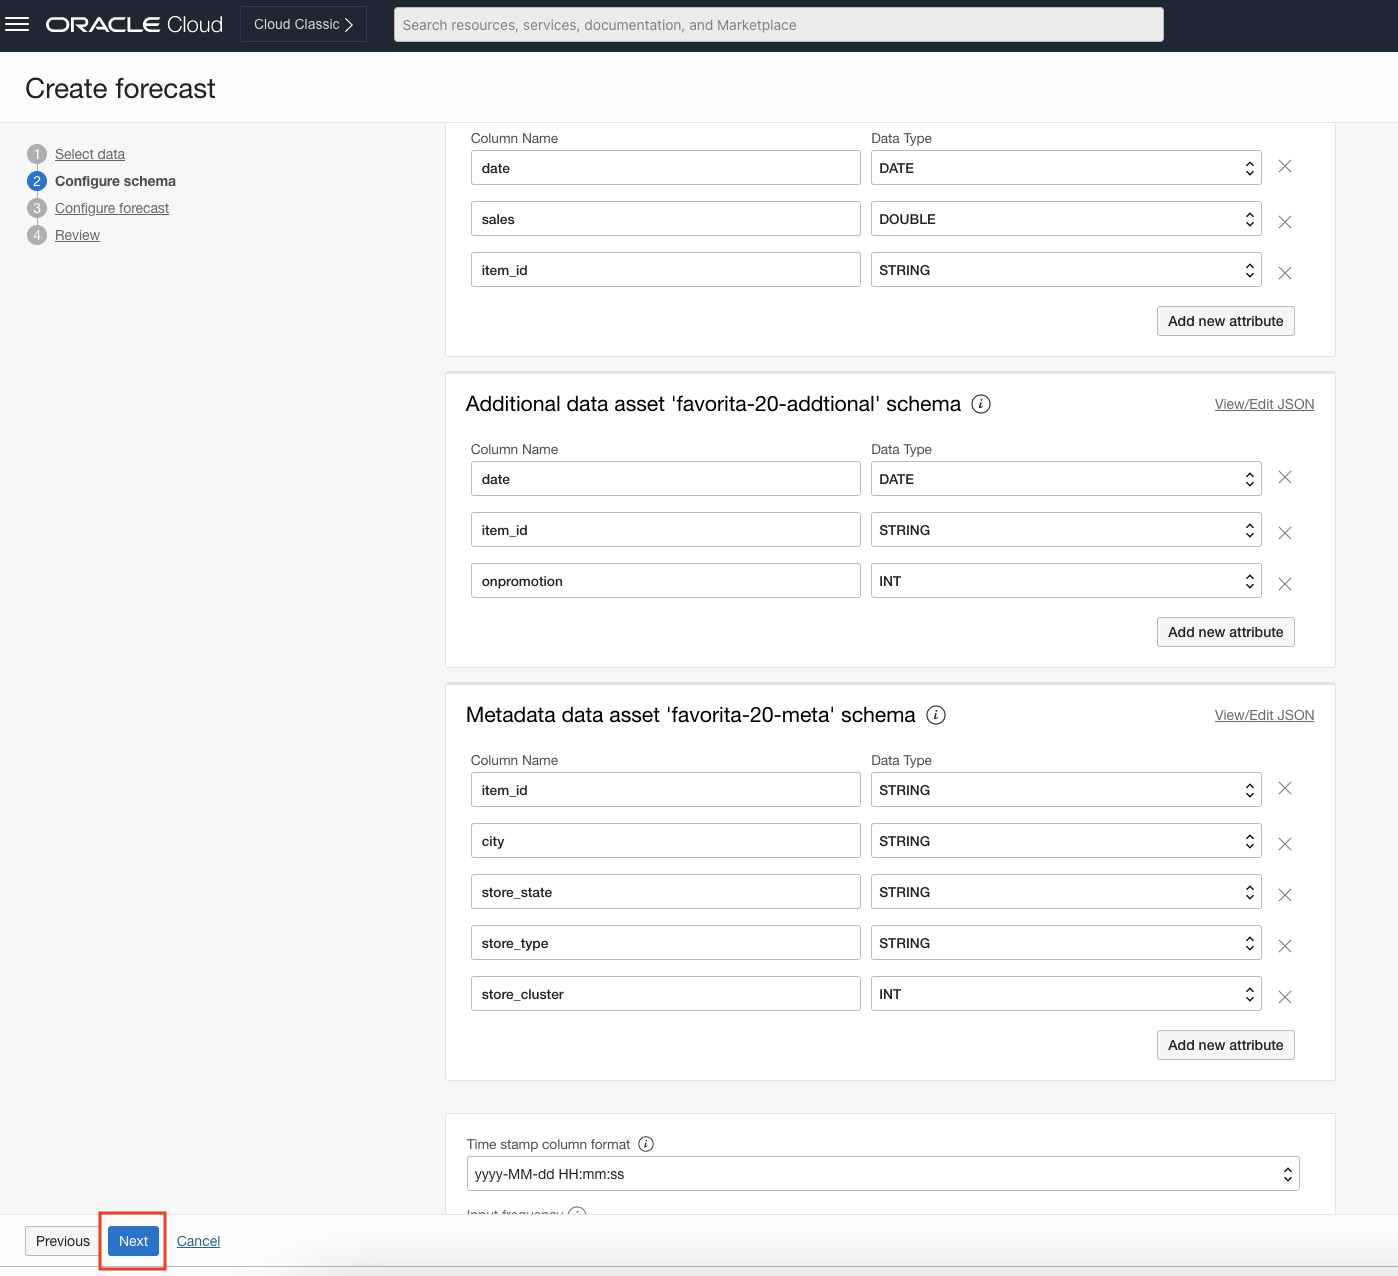 ORACLE Cloud
Cloud Classic
Search resources, services, documentation, and Marketplace
Create forecast
1 Select data
2 Configure schema
3 Configure forecast
4 Review
Column Name Data Type
date DATE
sales DOUBLE
item_id STRING
Add new attribute
Additional data asset 'favorita-20-addtional' schema View/Edit JSON
Column Name Data Type
date DATE
item_id STRING
onpromotion INT
Add new attribute
Metadata data asset 'favorita-20-meta' schema View/Edit JSON
Column Name Data Type
item_id STRING
city STRING
store_state STRING
store_type STRING
store_cluster INT
Add new attribute
Time stamp column format
yyyy-MM-dd HH:mm:ss
Input frequency
Previous Next Cancel